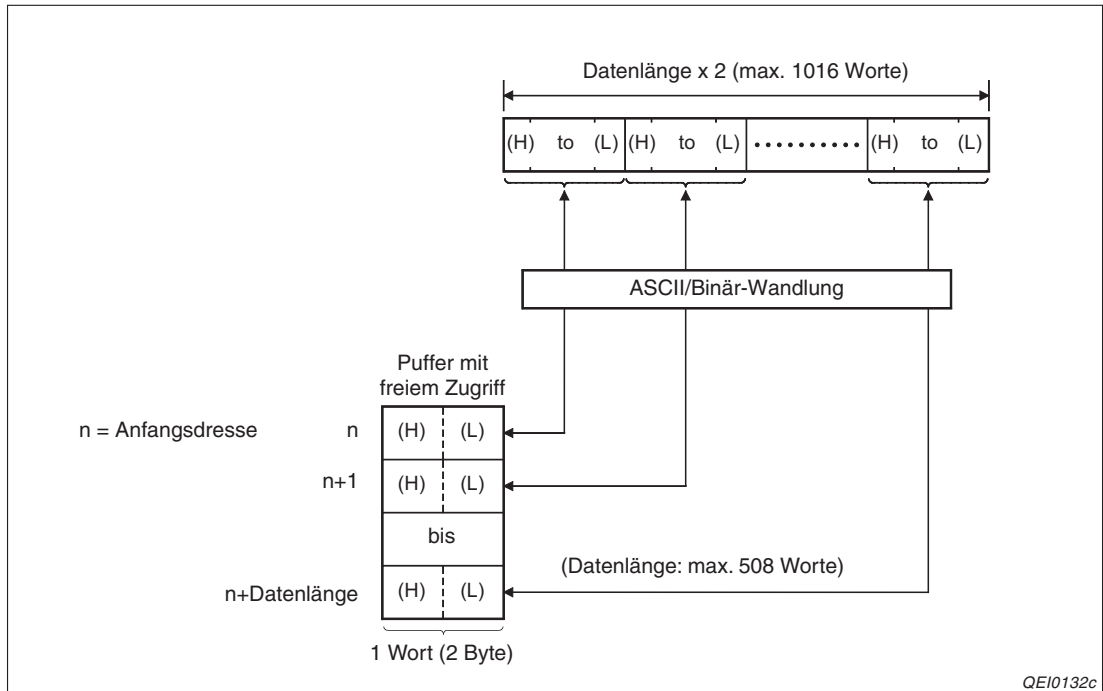 Datenlänge x 2 (max. 1016 Worte)
(H) to (L) (H) to (L) (H) to (L)
ASCII/Binär-Wandlung
Puffer mit
freiem Zugriff
n = Anfangsdresse n (H) (L)
n+1 (H) (L)
bis
(Datenlänge: max. 508 Worte)
n+Datenlänge (H) (L)
1 Wort (2 Byte)
QEI0132c